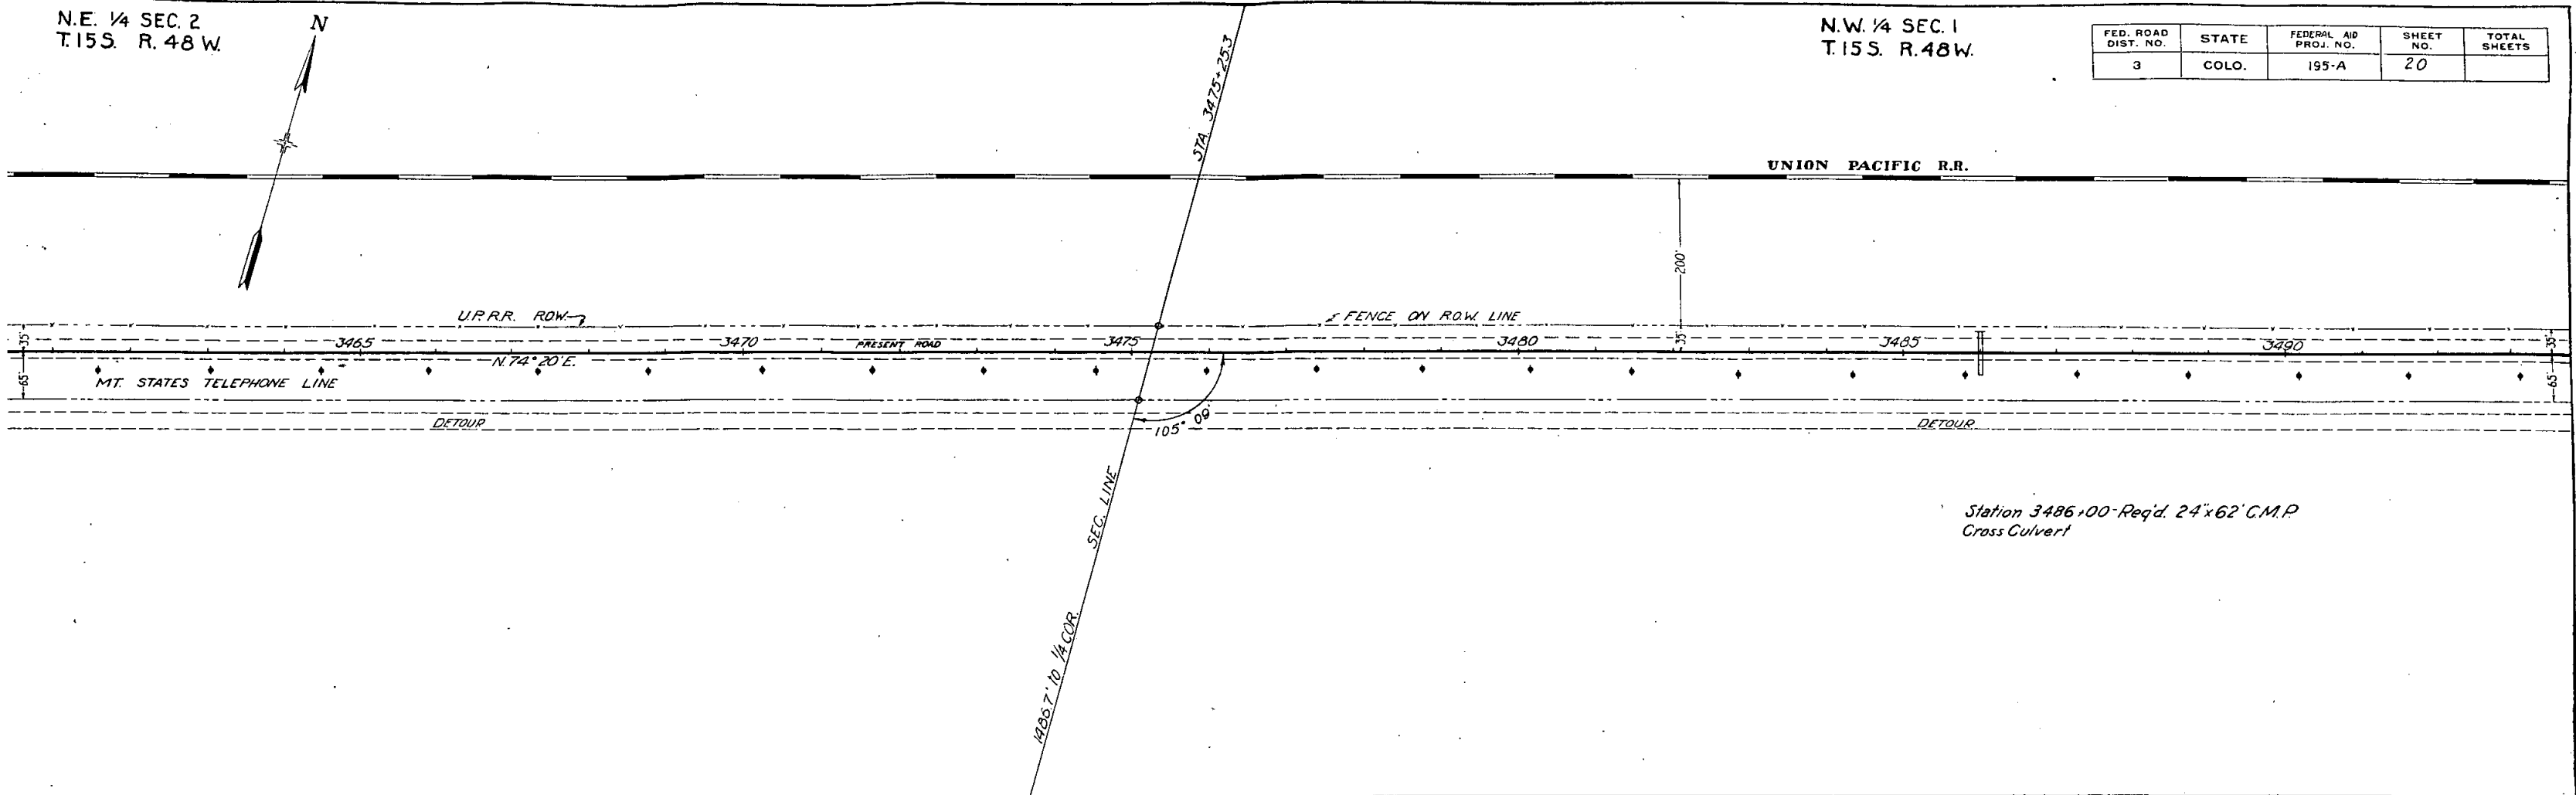 N.E. 1/4 SEC. 2
T. 15 S. R. 48 W.
N
STA. 3475+25.3
N.W. 1/4 SEC. 1
T. 15 S. R. 48 W.
FED. ROAD DIST. NO. STATE FEDERAL AID PROJ. NO. SHEET NO. TOTAL SHEETS
3 COLO. 195-A 20
UNION PACIFIC R.R.
200'
U.P.R.R. ROW
FENCE ON R.O.W. LINE
35' 3465 3470 PRESENT ROAD 3475 3480 35' 3485 3490 35'
N. 74° 20' E.
65' MT. STATES TELEPHONE LINE 65'
DETOUR 105° 09' DETOUR
SEC. LINE
Station 3486+00-Req'd. 24"x62' C.M.P.
Cross Culvert
1486.7' TO 1/4 COR.